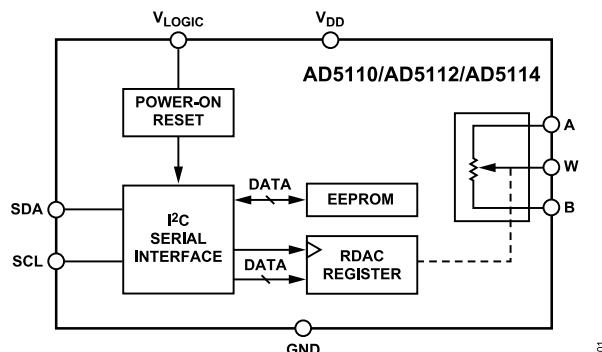 VLOGIC
VDD
AD5110/AD5112/AD5114
POWER-ON
RESET
A
W
B
DATA
EEPROM
SDA
I2C
SERIAL
INTERFACE
SCL
DATA
RDAC
REGISTER
GND
01